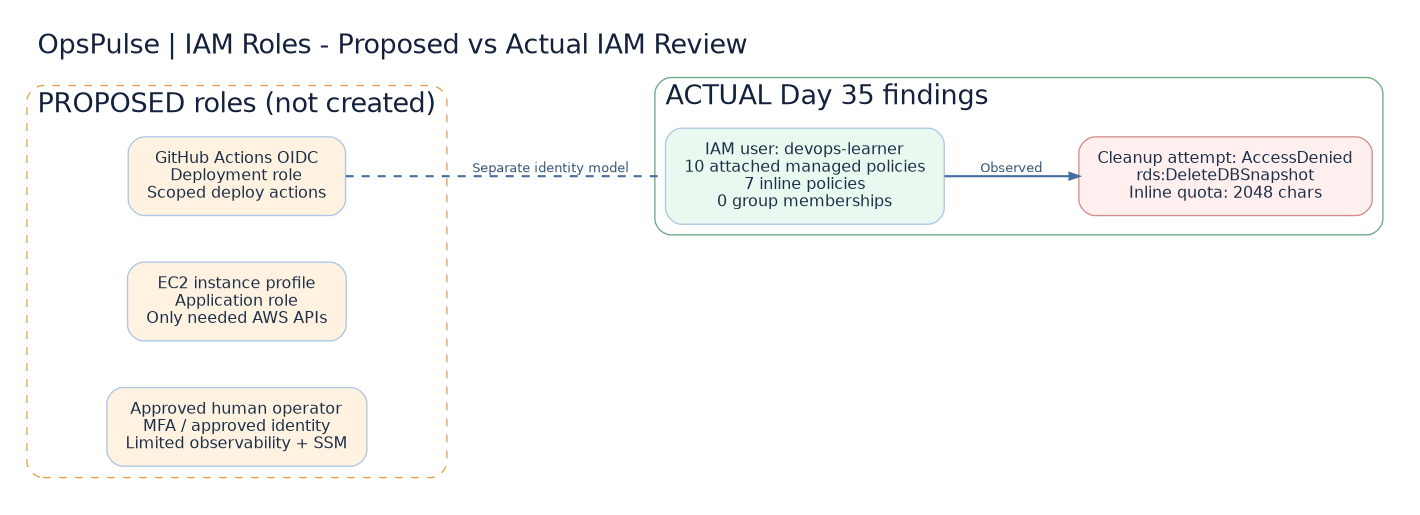 OpsPulse | IAM Roles - Proposed vs Actual IAM Review
PROPOSED roles (not created)
GitHub Actions OIDC
Deployment role
Scoped deploy actions
EC2 instance profile
Application role
Only needed AWS APIs
Approved human operator
MFA / approved identity
Limited observability + SSM
Separate identity model
ACTUAL Day 35 findings
IAM user: devops-learner
10 attached managed policies
7 inline policies
0 group memberships
Observed
Cleanup attempt: AccessDenied
rds:DeleteDBSnapshot
Inline quota: 2048 chars